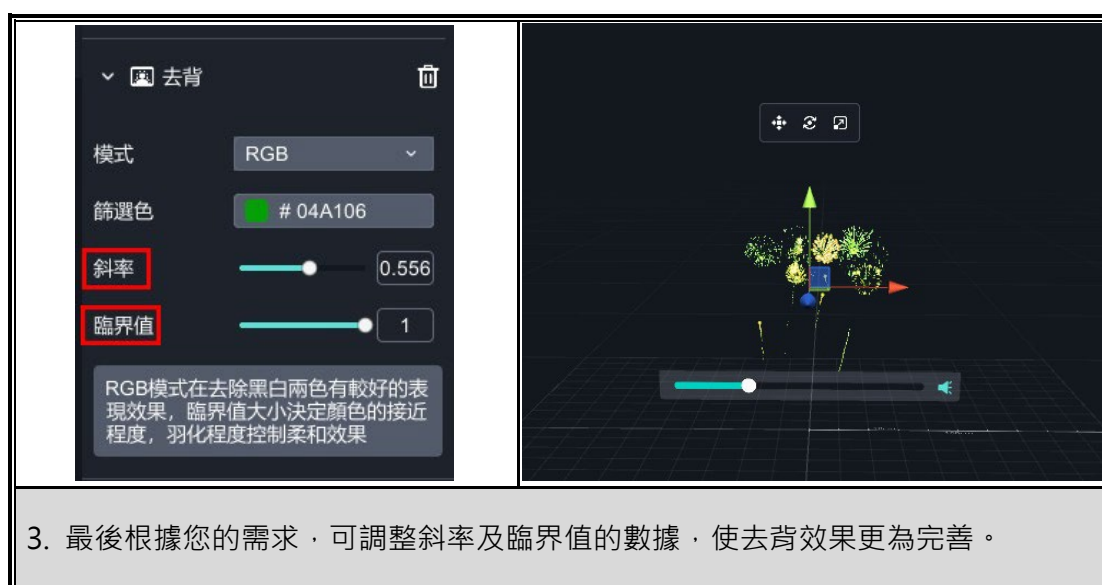 去背
模式 RGB
篩選色 # 04A106
斜率 0.556
臨界值 1
RGB模式在去除黑白兩色有較好的表
現效果，臨界值大小決定顏色的接近
程度，羽化程度控制柔和效果
3. 最後根據您的需求，可調整斜率及臨界值的數據，使去背效果更為完善。